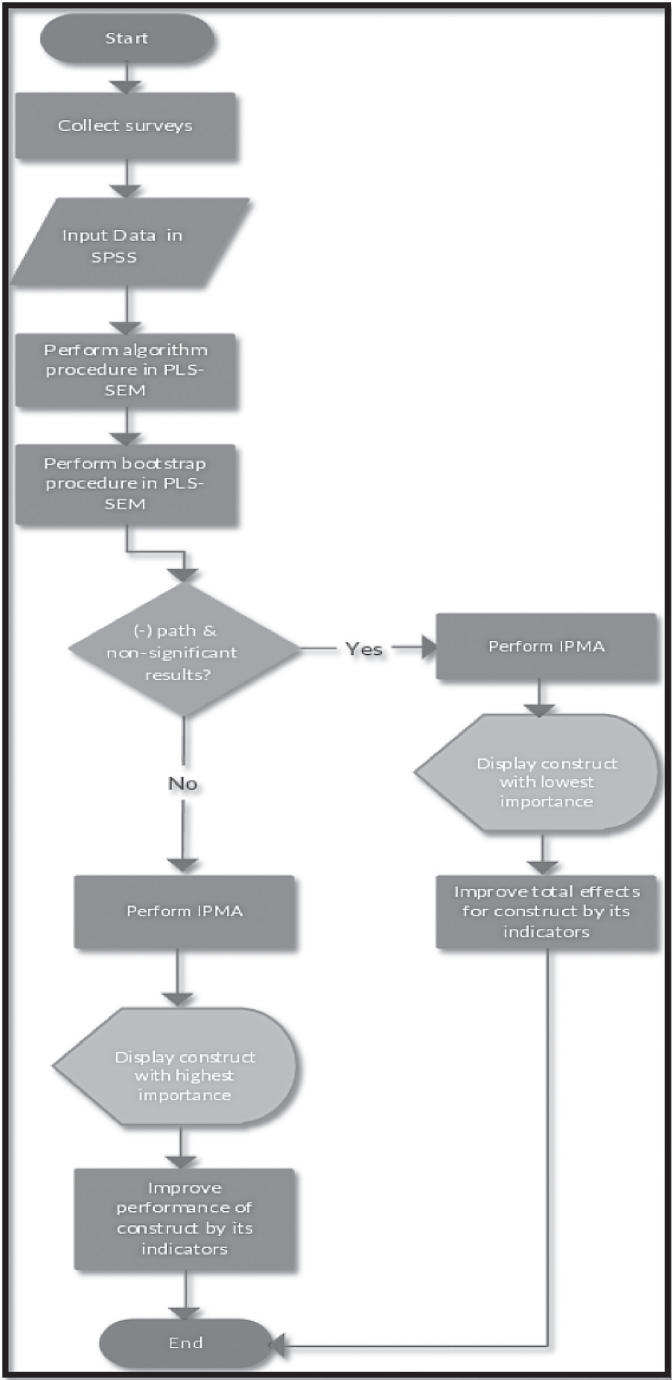 Start
Collect surveys
Input Data in
SPSS
Perform algorithm
procedure in PLS-
SEM
Perform bootstrap
procedure in PLS-
SEM
(-) path &
non-significant
results?
Yes
Perform IPMA
Display construct
with lowest
importance
Improve total effects
for construct by its
indicators
No
Perform IPMA
Display construct
with highest
importance
Improve
performance of
construct by its
indicators
End